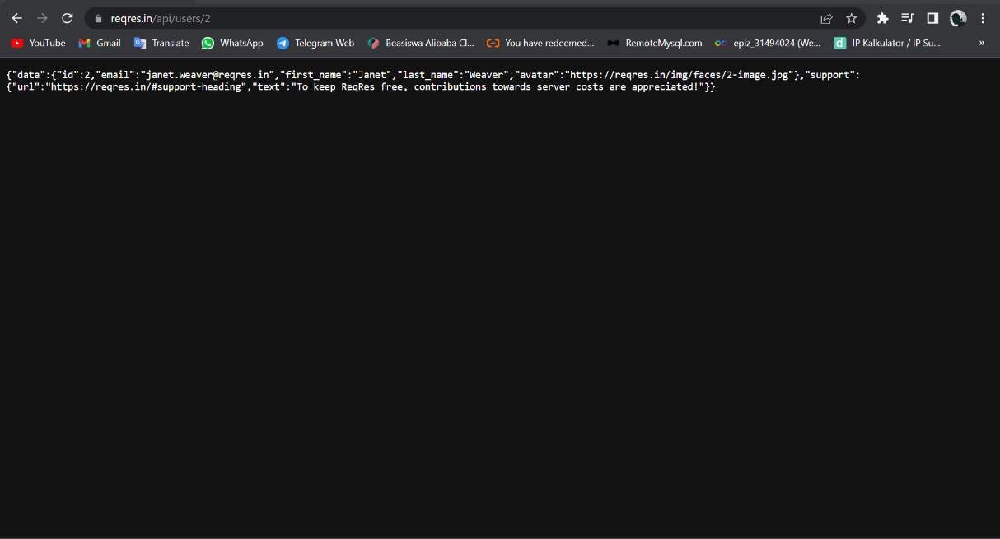 reqres.in/api/users/2
YouTube Gmail Translate WhatsApp Telegram Web Beasiswa Alibaba Cl... You have redeemed... RemoteMysql.com epiz_31494024 (We... IP Kalkulator / IP Su... »
{"data":{"id":2,"email":"janet.weaver@reqres.in","first_name":"Janet","last_name":"Weaver","avatar":"https://reqres.in/img/faces/2-image.jpg"},"support":
{"url":"https://reqres.in/#support-heading","text":"To keep ReqRes free, contributions towards server costs are appreciated!"}}